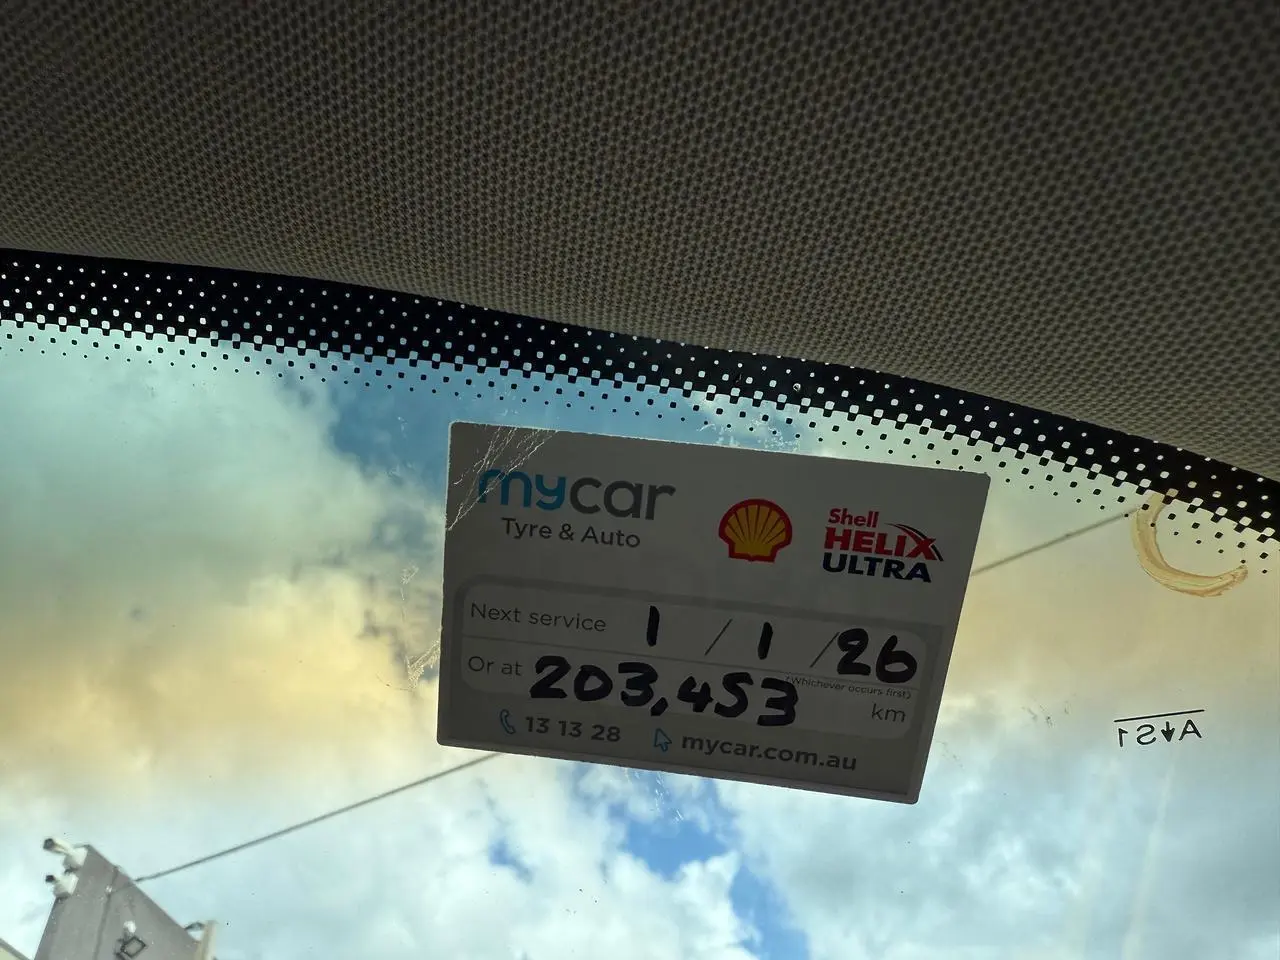 mycar
Tyre & Auto
Shell
HELIX
ULTRA
Next service 1 / 1 / 26
(Whichever occurs first)
Or at 203,453 km
13 13 28 mycar.com.au
AS1